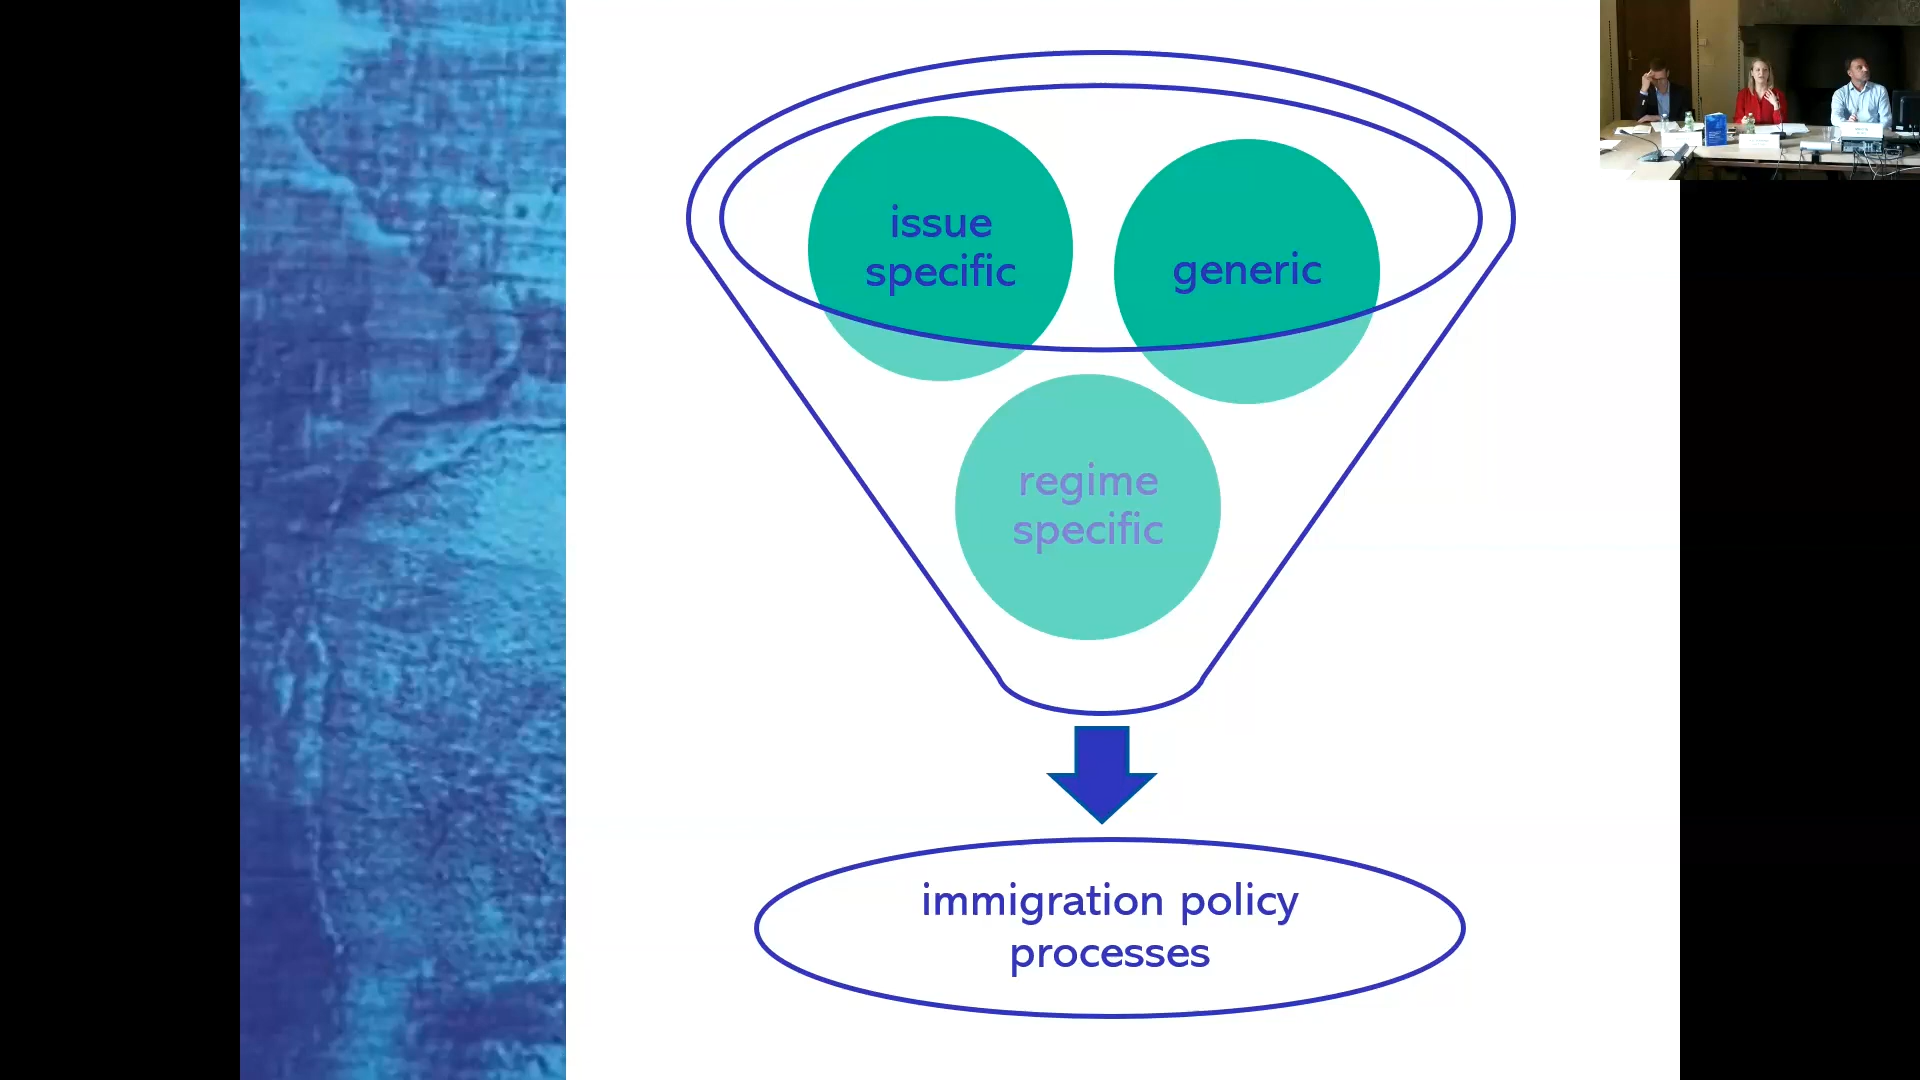 issue
specific
generic
regime
specific
immigration policy
processes